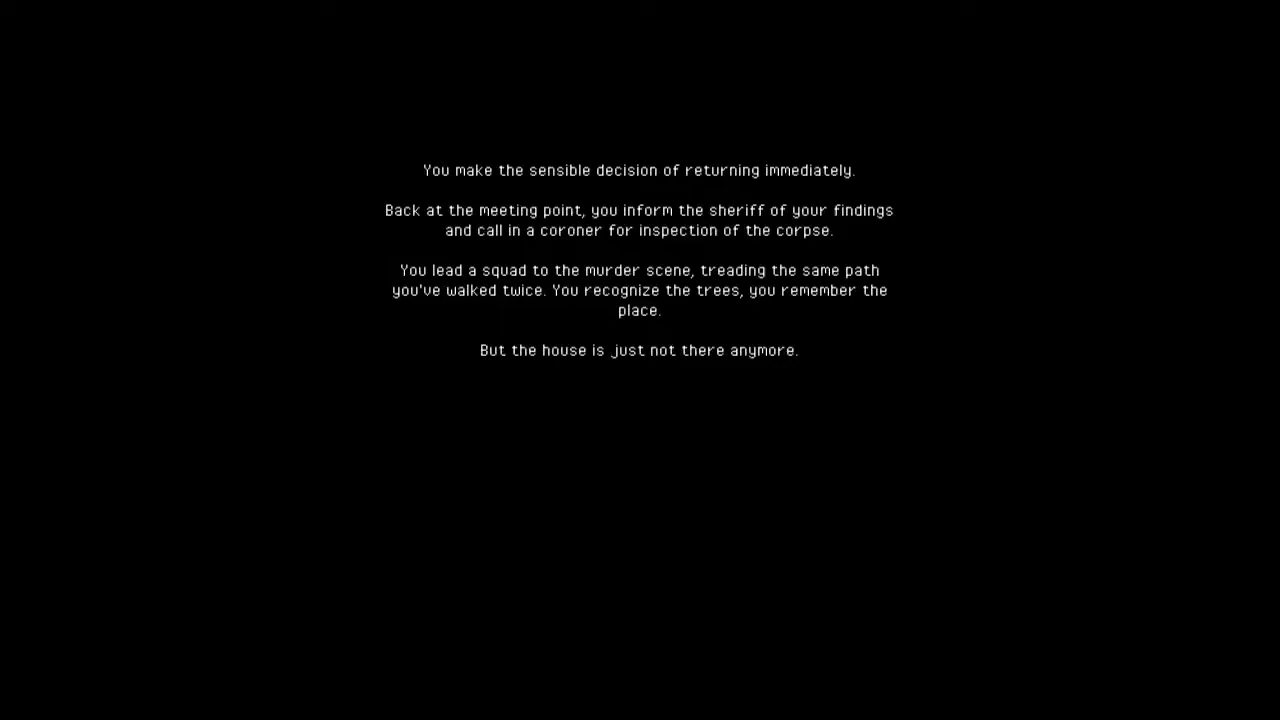 You make the sensible decision of returning immediately.
Back at the meeting point, you inform the sheriff of your findings
and call in a coroner for inspection of the corpse.
You lead a squad to the murder scene, treading the same path
you've walked twice. You recognize the trees, you remember the
place.
But the house is just not there anymore.